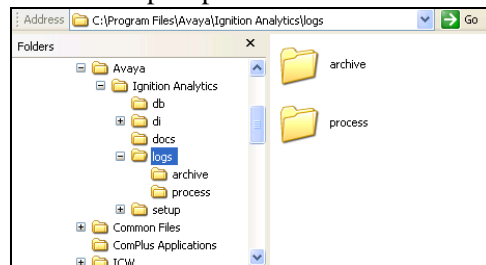 Address C:\Program Files\Avaya\Ignition Analytics\logs Go
Folders
Avaya
Ignition Analytics
db
di
docs
logs
archive
process
setup
Common Files
ComPlus Applications
ICW
archive
process